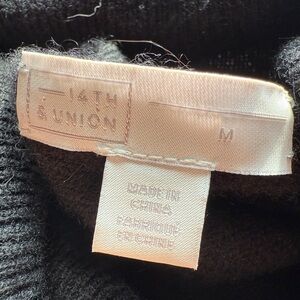 14TH
& UNION
M
MADE IN
CHINA
FABRIQUÉ
EN CHINE